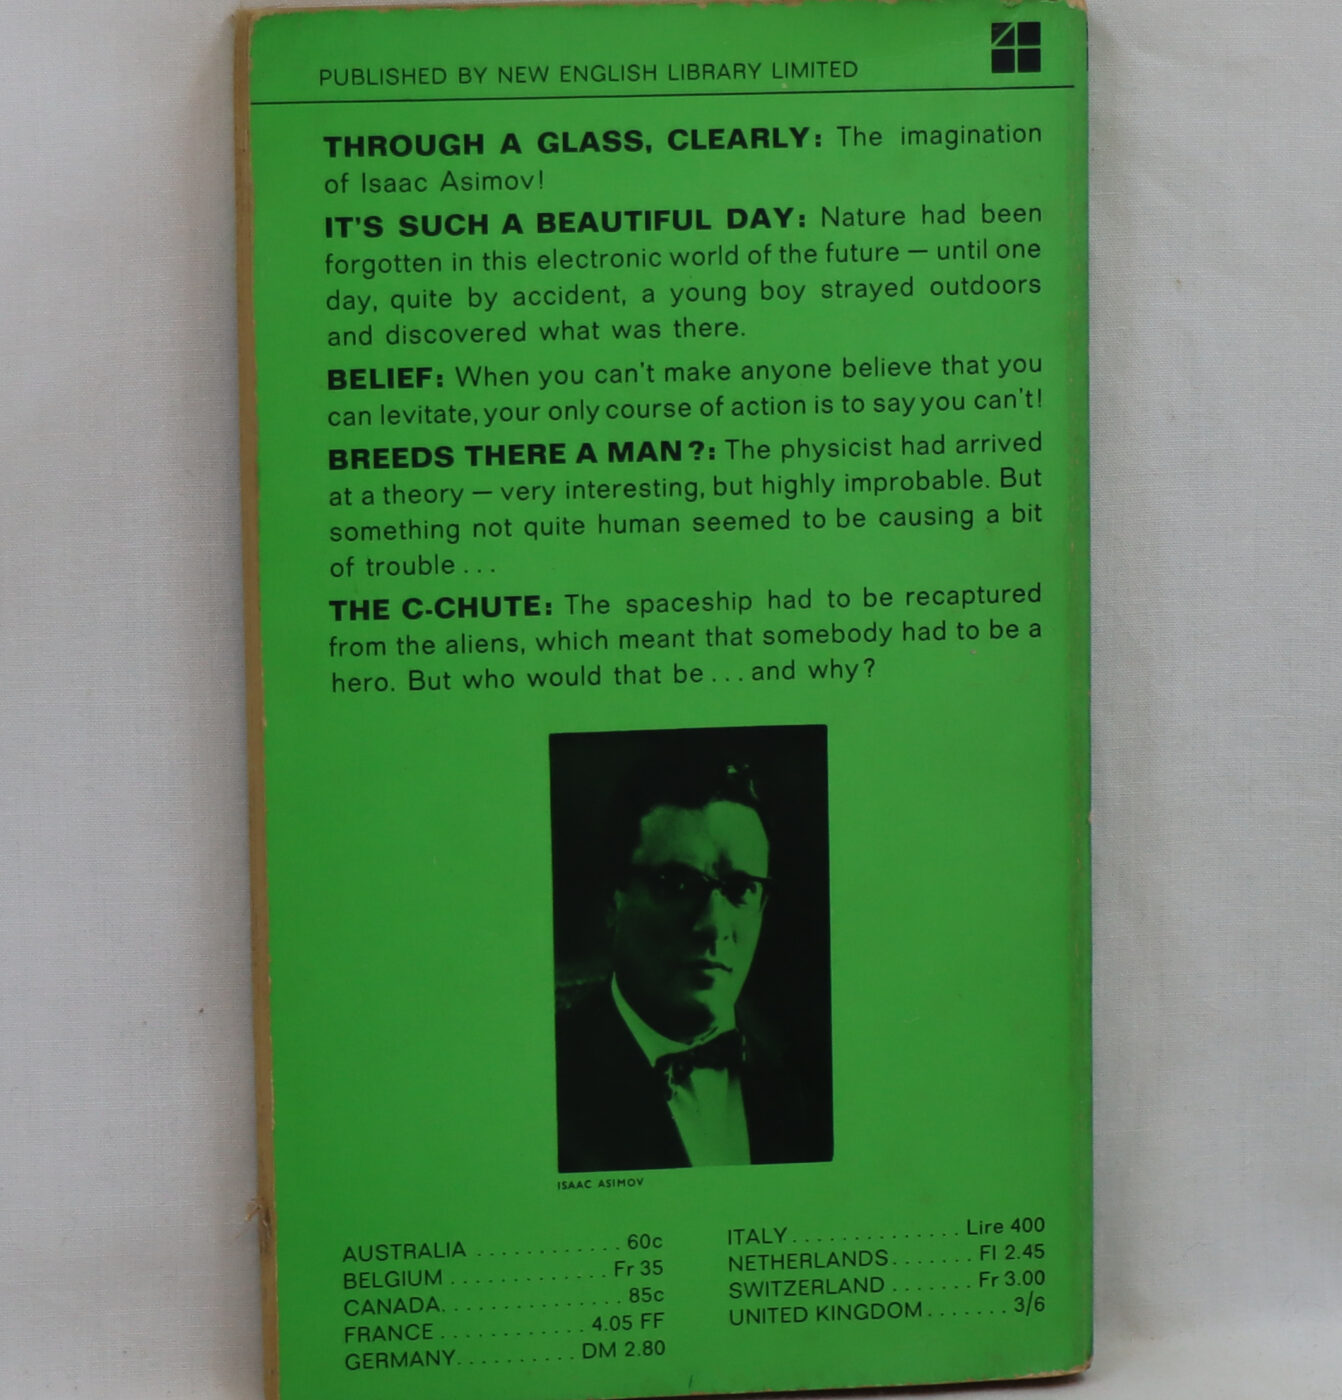 PUBLISHED BY NEW ENGLISH LIBRARY LIMITED
THROUGH A GLASS, CLEARLY: The imagination
of Isaac Asimov!
IT'S SUCH A BEAUTIFUL DAY: Nature had been
forgotten in this electronic world of the future — until one
day, quite by accident, a young boy strayed outdoors
and discovered what was there.
BELIEF: When you can't make anyone believe that you
can levitate, your only course of action is to say you can't!
BREEDS THERE A MAN?: The physicist had arrived
at a theory — very interesting, but highly improbable. But
something not quite human seemed to be causing a bit
of trouble . . .
THE C-CHUTE: The spaceship had to be recaptured
from the aliens, which meant that somebody had to be a
hero. But who would that be . . . and why?
ISAAC ASIMOV
AUSTRALIA . . . . . . . . . . . . 60c
BELGIUM . . . . . . . . . . . . . Fr 35
CANADA. . . . . . . . . . . . . . . 85c
FRANCE . . . . . . . . . . . . 4.05 FF
GERMANY. . . . . . . . . . DM 2.80
ITALY. . . . . . . . . . . . . . Lire 400
NETHERLANDS. . . . . . . Fl 2.45
SWITZERLAND . . . . . . . Fr 3.00
UNITED KINGDOM. . . . . . . 3/6